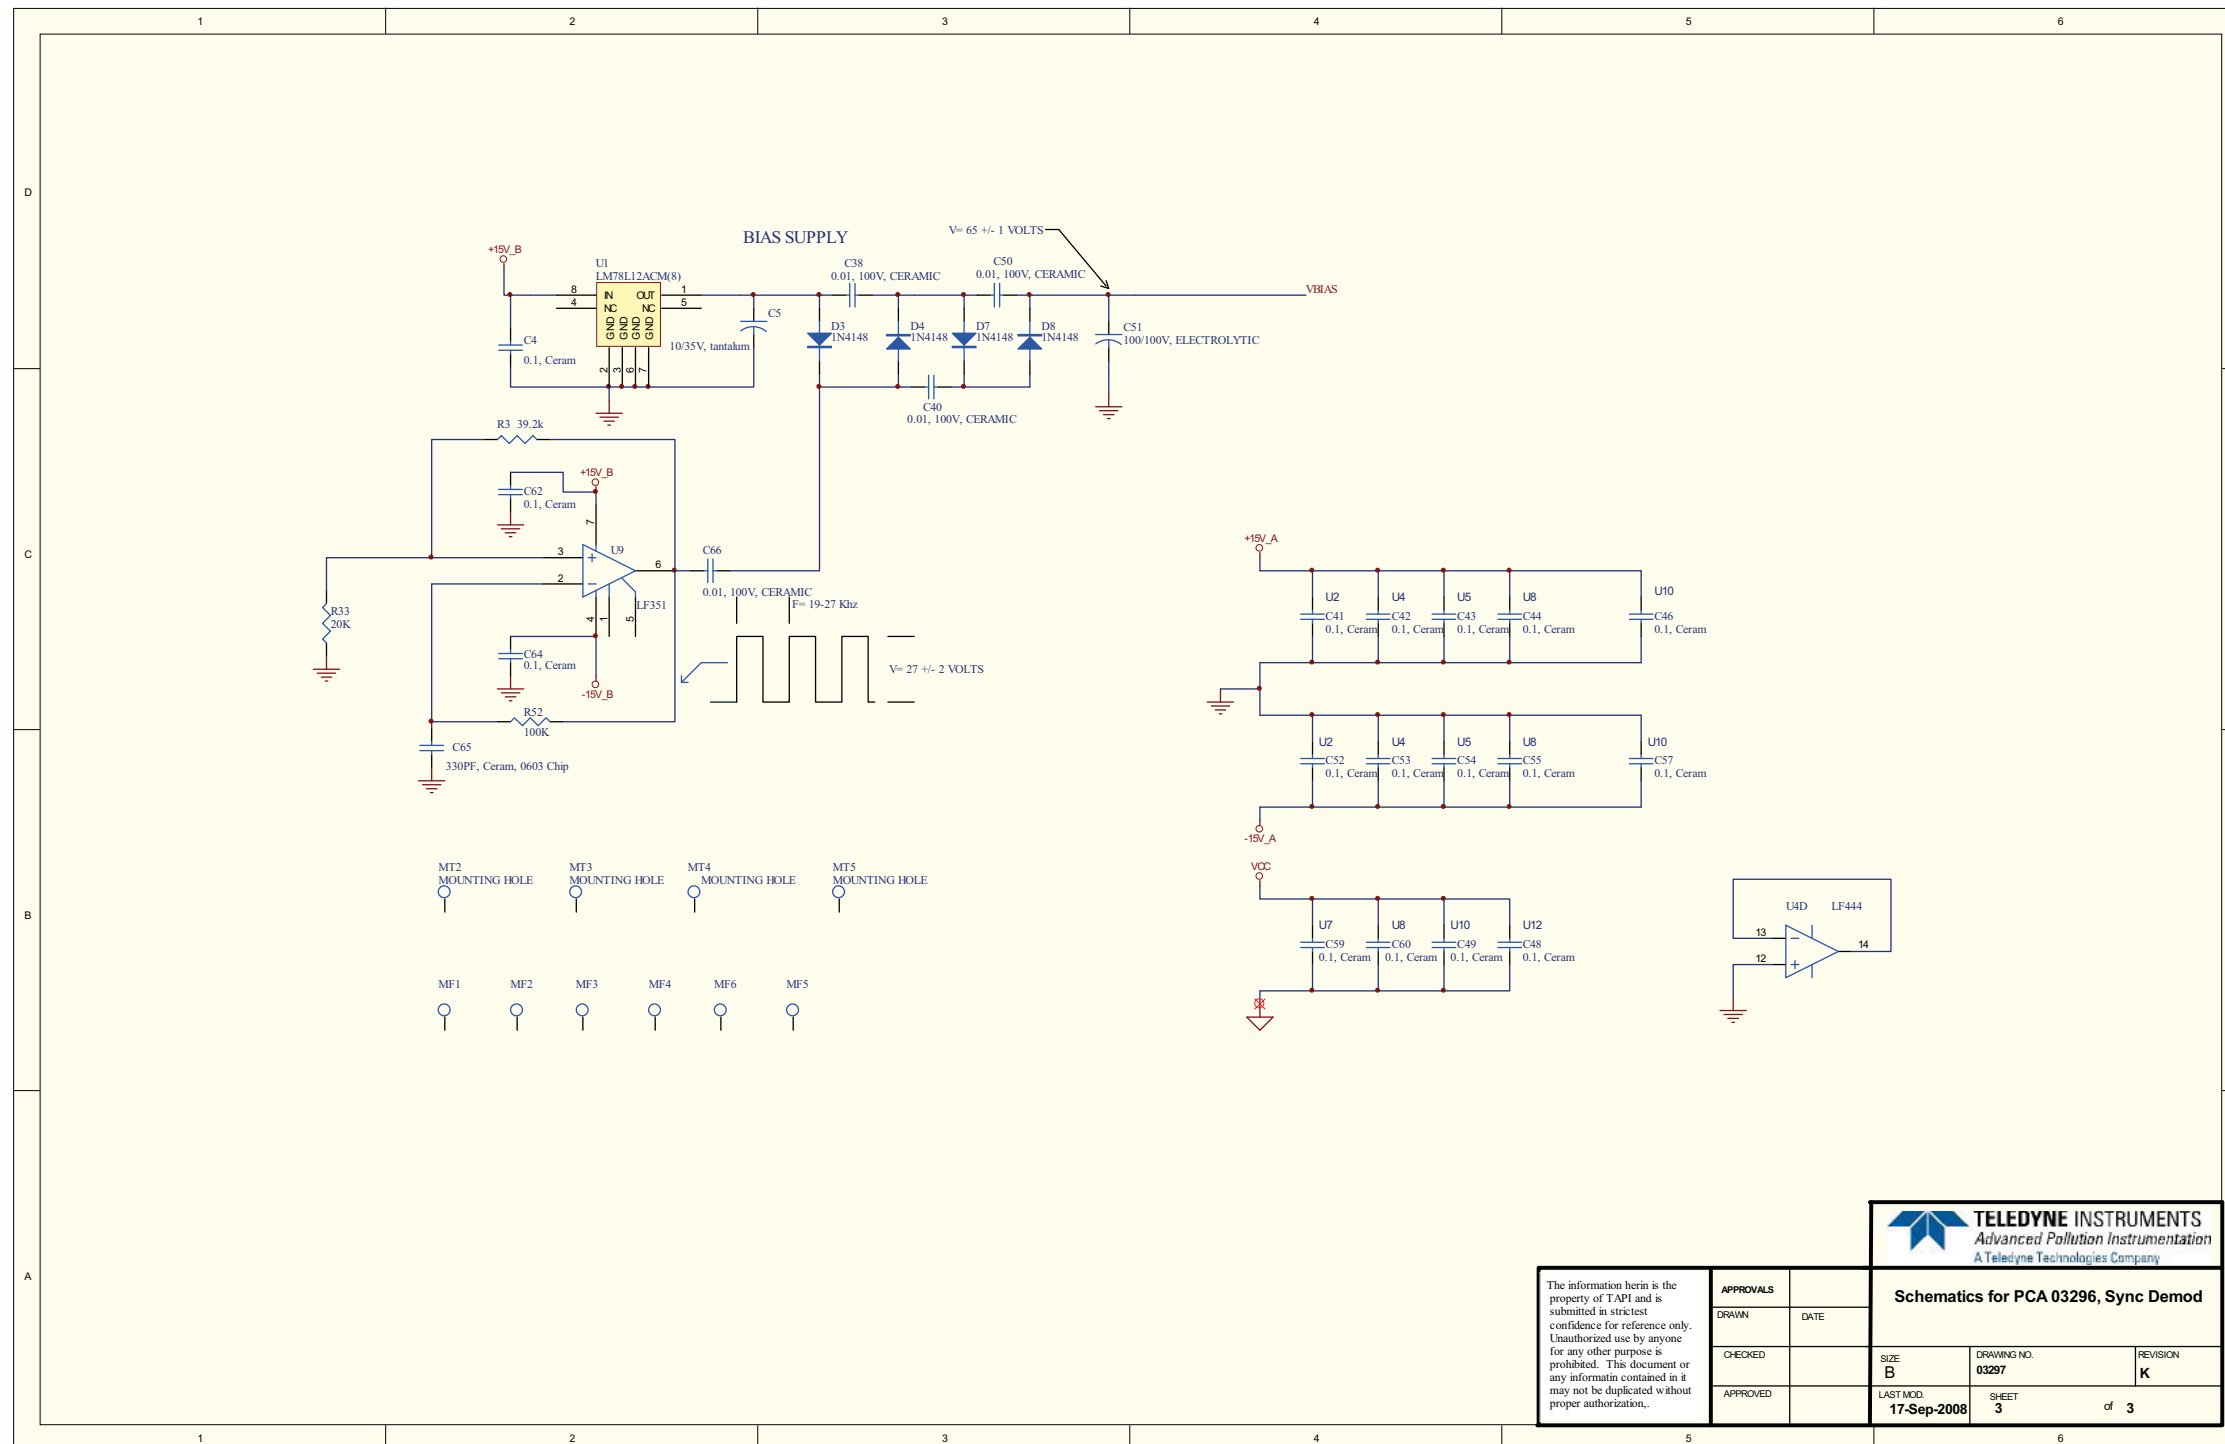 1 2 3 4 5 6
D
BIAS SUPPLY
V= 65 +/- 1 VOLTS
+15V_B
U1
LM78L12ACM(8)
8 IN OUT 1
4 NC NC 5
GND GND GND GND
2 3 6 7
C4
0.1, Ceram
C5
10/35V, tantalum
C38
0.01, 100V, CERAMIC
C50
0.01, 100V, CERAMIC
VBIAS
D3
1N4148
D4
1N4148
D7
1N4148
D8
1N4148
C51
100/100V, ELECTROLYTIC
C40
0.01, 100V, CERAMIC
C
R3 39.2k
+15V_B
C62
0.1, Ceram
7
3 + U9
2 −
6
LF351
4 1 5
C66
0.01, 100V, CERAMIC
F= 19-27 Khz
V= 27 +/- 2 VOLTS
R33
20K
C64
0.1, Ceram
-15V_B
R52
100K
C65
330PF, Ceram, 0603 Chip
+15V_A
U2
C41
0.1, Ceram
U4
C42
0.1, Ceram
U5
C43
0.1, Ceram
U8
C44
0.1, Ceram
U10
C46
0.1, Ceram
U2
C52
0.1, Ceram
U4
C53
0.1, Ceram
U5
C54
0.1, Ceram
U8
C55
0.1, Ceram
U10
C57
0.1, Ceram
-15V_A
B
MT2
MOUNTING HOLE
MT3
MOUNTING HOLE
MT4
MOUNTING HOLE
MT5
MOUNTING HOLE
MF1 MF2 MF3 MF4 MF6 MF5
VCC
U7
C59
0.1, Ceram
U8
C60
0.1, Ceram
U10
C49
0.1, Ceram
U12
C48
0.1, Ceram
U4D LF444
13 −
12 +
14
A
TELEDYNE INSTRUMENTS
Advanced Pollution Instrumentation
A Teledyne Technologies Company
The information herin is the
property of TAPI and is
submitted in strictest
confidence for reference only.
Unauthorized use by anyone
for any other purpose is
prohibited. This document or
any informatin contained in it
may not be duplicated without
proper authorization,.
APPROVALS
DRAWN DATE
CHECKED
APPROVED
Schematics for PCA 03296, Sync Demod
SIZE
B
DRAWING NO.
03297
REVISION
K
LAST MOD.
17-Sep-2008
SHEET
3 of 3
1 2 3 4 5 6